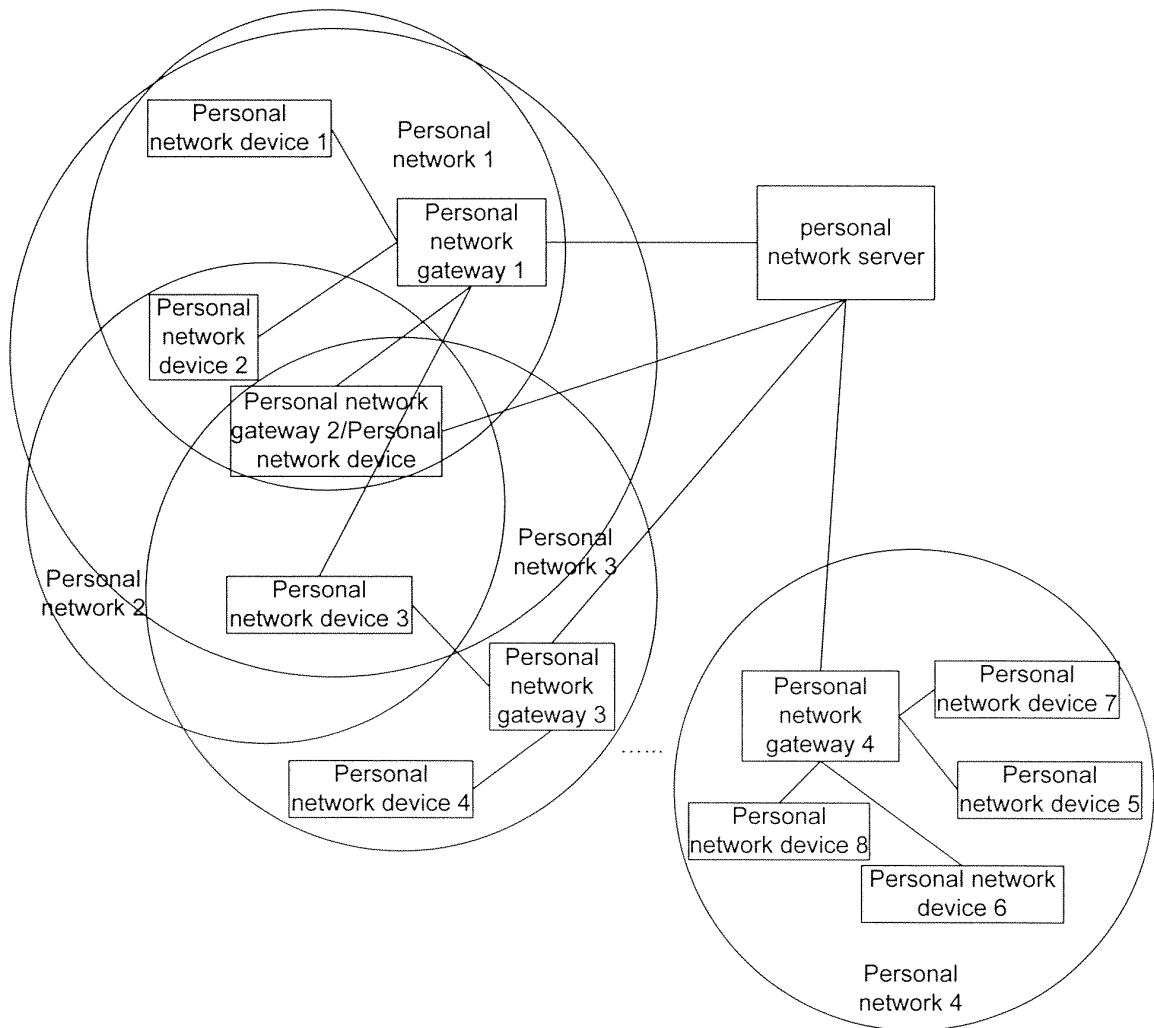 Personal
network device 1
Personal
network 1
Personal
network
gateway 1
personal
network server
Personal
network
device 2
Personal network
gateway 2/Personal
network device
Personal
network 3
Personal
network 2
Personal
network device 3
Personal
network
gateway 3
Personal
network device 4
......
Personal
network
gateway 4
Personal
network device 7
Personal
network device 5
Personal
network device 8
Personal network
device 6
Personal
network 4